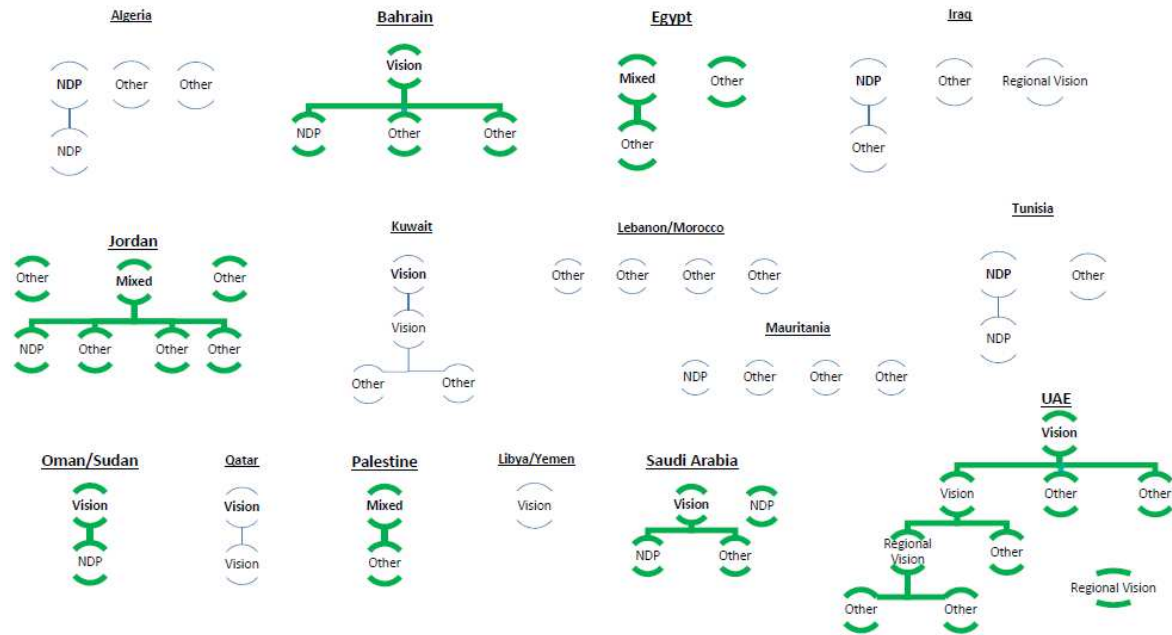 Algeria
NDP
Other
Other
NDP
Bahrain
Vision
NDP
Other
Other
Egypt
Mixed
Other
Other
Iraq
NDP
Other
Regional Vision
Other
Jordan
Other
Mixed
Other
NDP
Other
Other
Other
Kuwait
Vision
Vision
Other
Other
Lebanon/Morocco
Other
Other
Other
Other
Mauritania
NDP
Other
Other
Other
Tunisia
NDP
Other
NDP
Oman/Sudan
Vision
NDP
Qatar
Vision
Vision
Palestine
Mixed
Other
Libya/Yemen
Vision
Saudi Arabia
Vision
NDP
NDP
Other
UAE
Vision
Vision
Other
Other
Regional
Vision
Other
Other
Other
Regional Vision